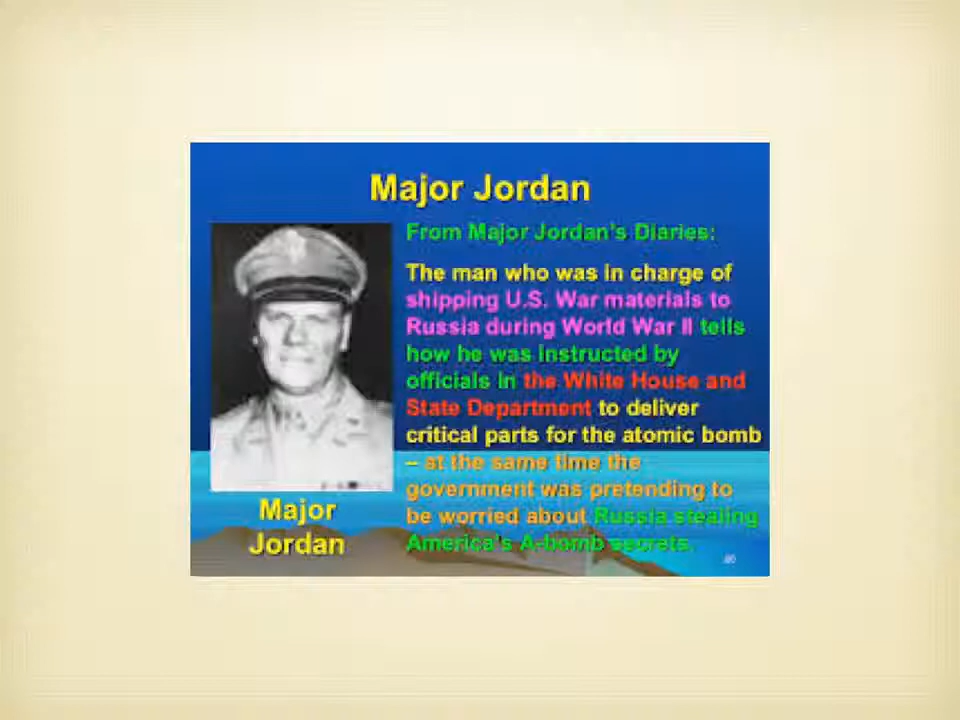 Major Jordan
From Major Jordan's Diaries:
The man who was in charge of
shipping U.S. War materials to
Russia during World War II tells
how he was instructed by
officials in the White House and
State Department to deliver
critical parts for the atomic bomb
– at the same time the
government was pretending to
be worried about Russia stealing
America's A-bomb secrets.
Major
Jordan